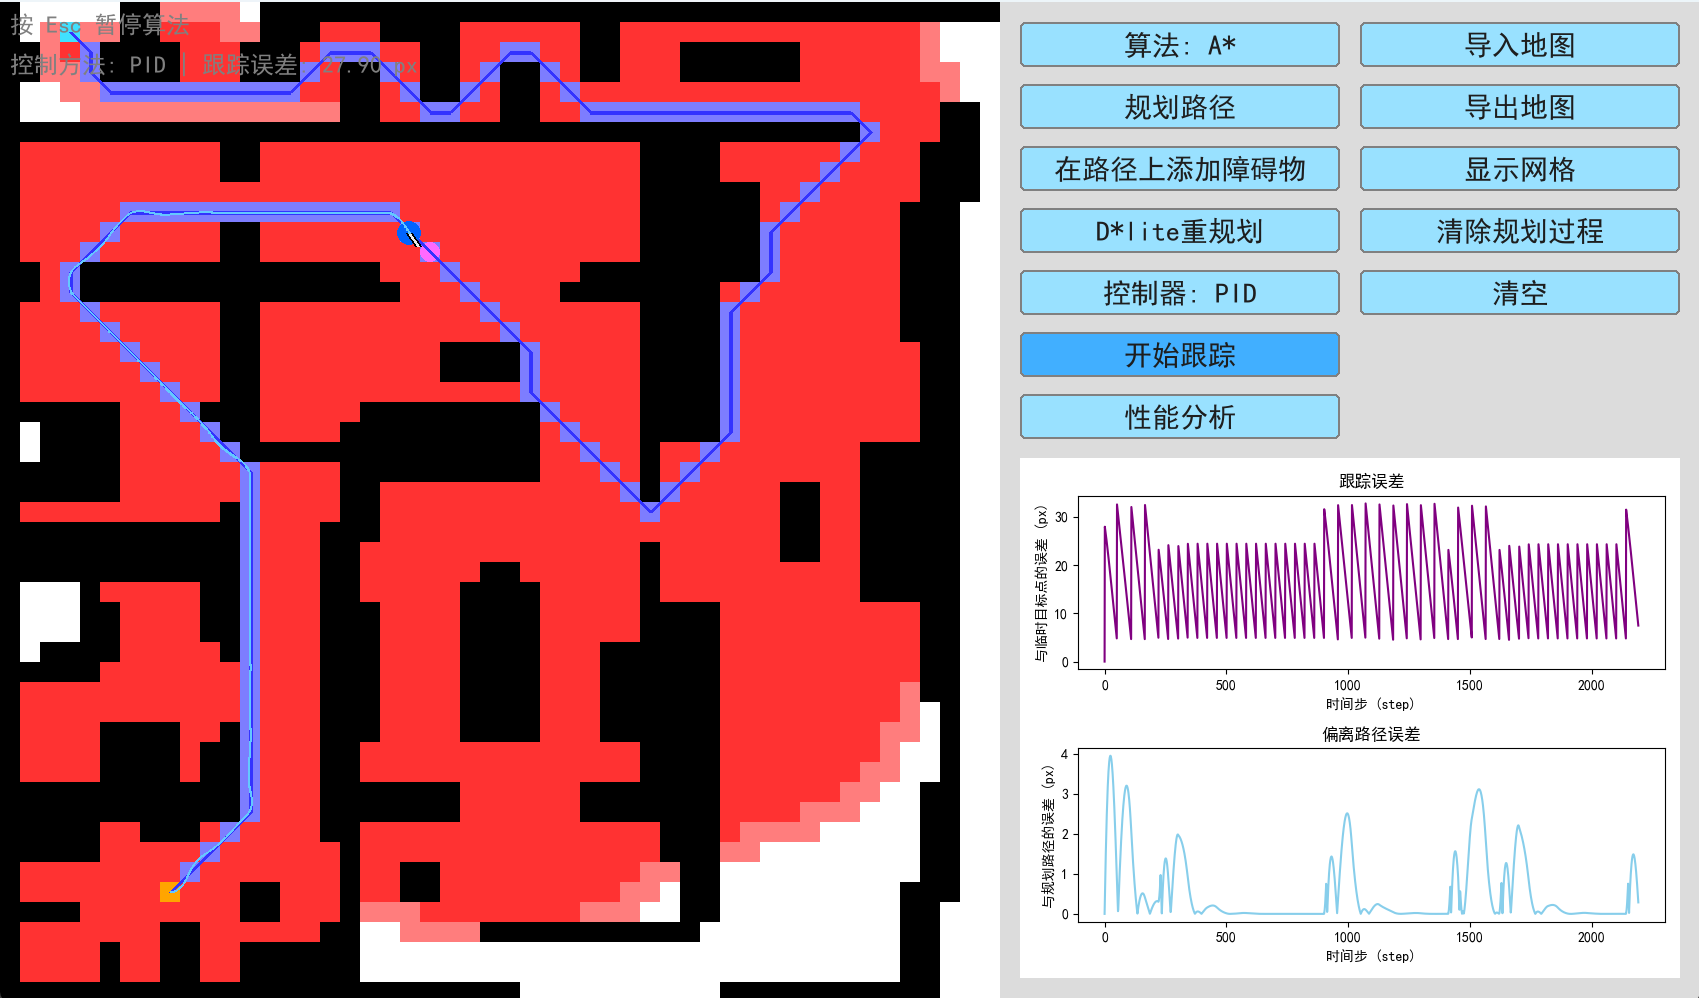 按 Esc 暂停算法
控制方法: PID | 跟踪误差: 27.90 px
算法: A*
导入地图
规划路径
导出地图
在路径上添加障碍物
显示网格
D*lite重规划
清除规划过程
控制器: PID
清空
开始跟踪
性能分析
跟踪误差
与临时目标点的误差 (px)
30
20
10
0
0 500 1000 1500 2000
时间步 (step)
偏离路径误差
与规划路径的误差 (px)
4
3
2
1
0
0 500 1000 1500 2000
时间步 (step)